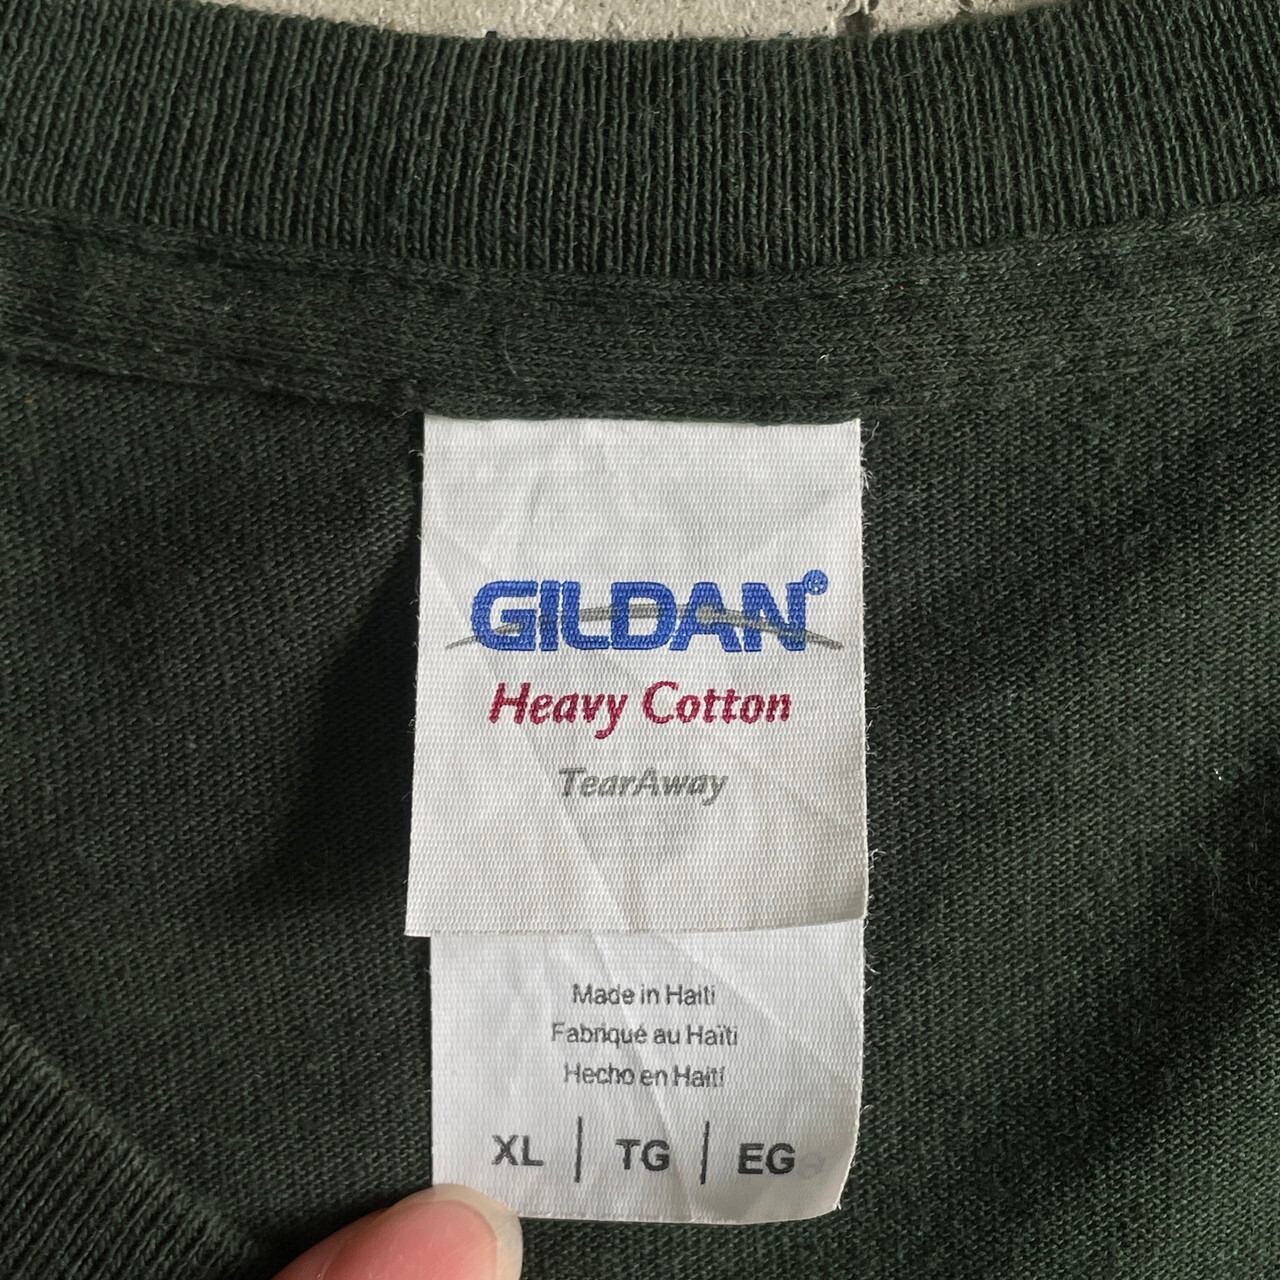 GILDAN®
Heavy Cotton
TearAway
Made in Haiti
Fabriqué au Haïti
Hecho en Haití
XL | TG | EG